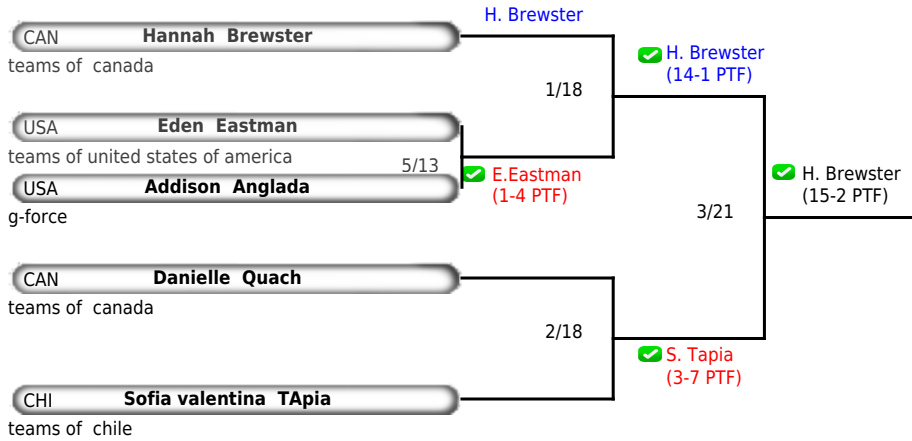 H. Brewster
CAN Hannah Brewster
teams of canada
H. Brewster
(14-1 PTF)
1/18
USA Eden Eastman
teams of united states of america
5/13
E.Eastman
(1-4 PTF)
USA Addison Anglada
g-force
H. Brewster
(15-2 PTF)
3/21
CAN Danielle Quach
teams of canada
2/18
S. Tapia
(3-7 PTF)
CHI Sofia valentina TApia
teams of chile